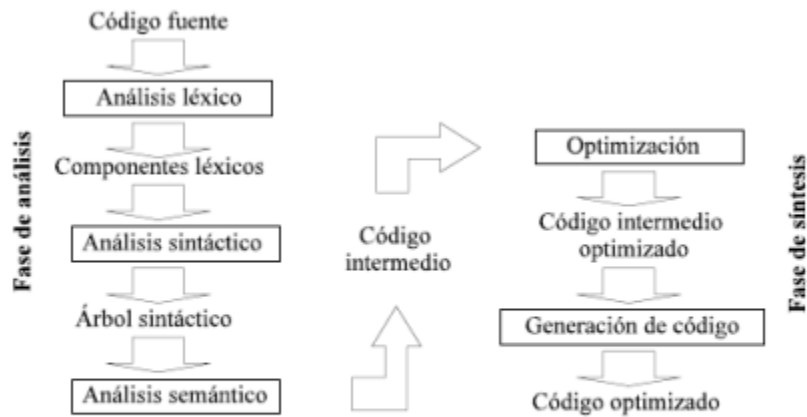 Código fuente
Análisis léxico
Componentes léxicos
Análisis sintáctico
Árbol sintáctico
Análisis semántico
Fase de análisis
Código
intermedio
Optimización
Código intermedio
optimizado
Generación de código
Código optimizado
Fase de síntesis